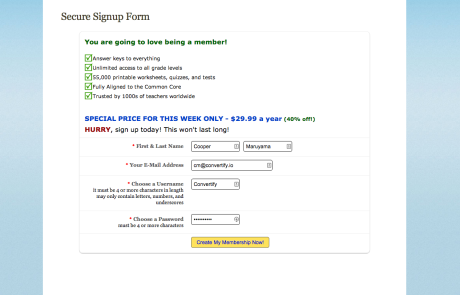 Secure Signup Form
You are going to love being a member!
Answer keys to everything
Unlimited access to all grade levels
55,000 printable worksheets, quizzes, and tests
Fully Aligned to the Common Core
Trusted by 1000s of teachers worldwide
SPECIAL PRICE FOR THIS WEEK ONLY - $29.99 a year (40% off!)
HURRY, sign up today! This won't last long!
* First & Last Name Cooper Maruyama
* Your E-Mail Address cm@convertify.io
* Choose a Username Convertify
it must be 4 or more characters in length
may only contain letters, numbers, and
underscores
* Choose a Password •••••••••
must be 4 or more characters
Create My Membership Now!